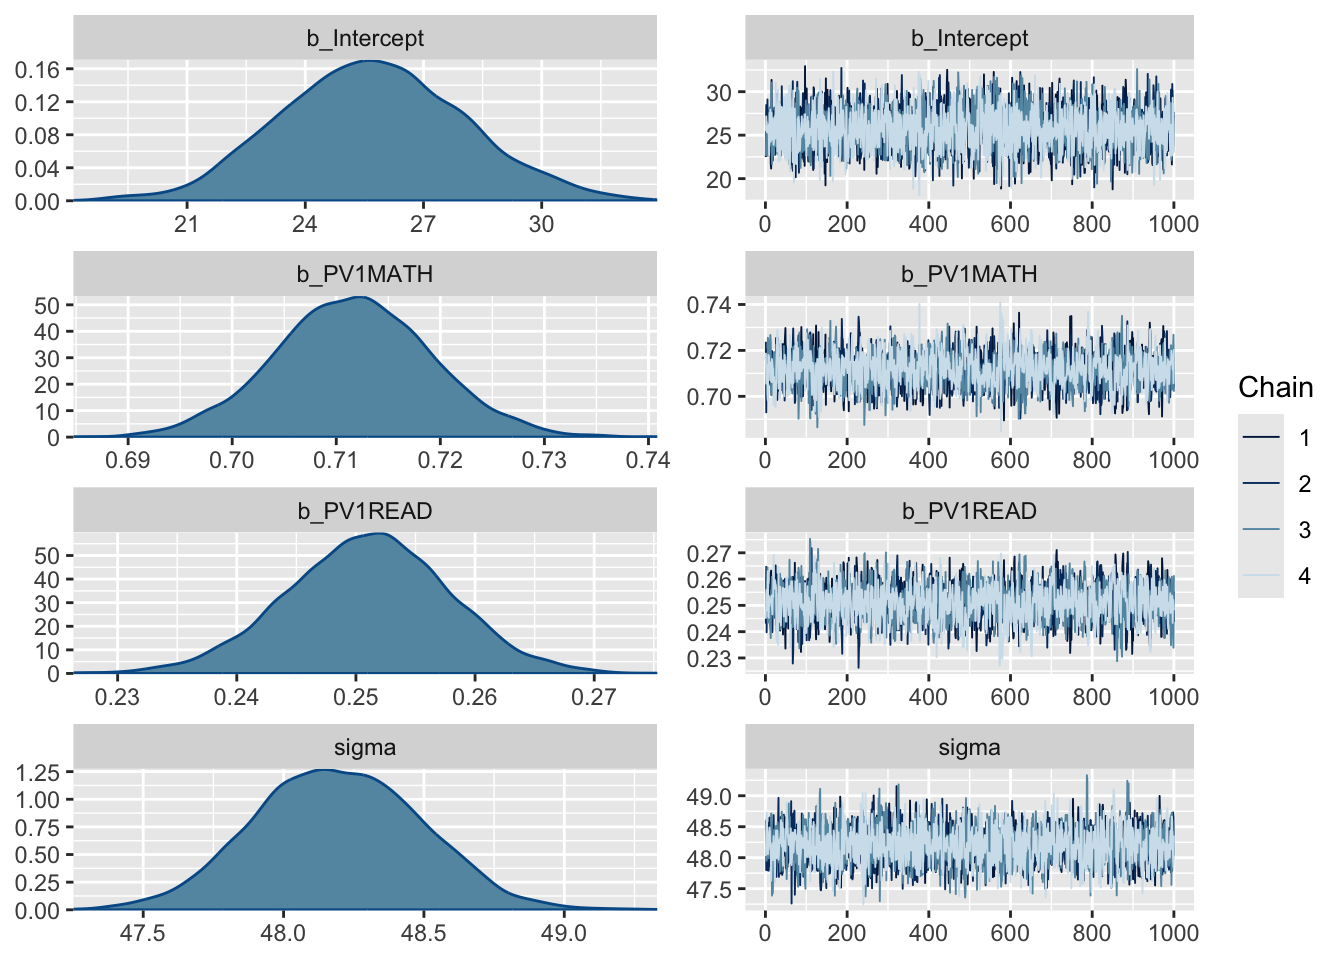 b_Intercept
0.16
0.12
0.08
0.04
0.00
21 24 27 30
b_Intercept
30
25
20
0 200 400 600 800 1000
b_PV1MATH
50
40
30
20
10
0
0.69 0.70 0.71 0.72 0.73 0.74
b_PV1MATH
0.74
0.72
0.70
0 200 400 600 800 1000
b_PV1READ
50
40
30
20
10
0
0.23 0.24 0.25 0.26 0.27
b_PV1READ
0.27
0.26
0.25
0.24
0.23
0 200 400 600 800 1000
sigma
1.25
1.00
0.75
0.50
0.25
0.00
47.5 48.0 48.5 49.0
sigma
49.0
48.5
48.0
47.5
0 200 400 600 800 1000
Chain
1
2
3
4